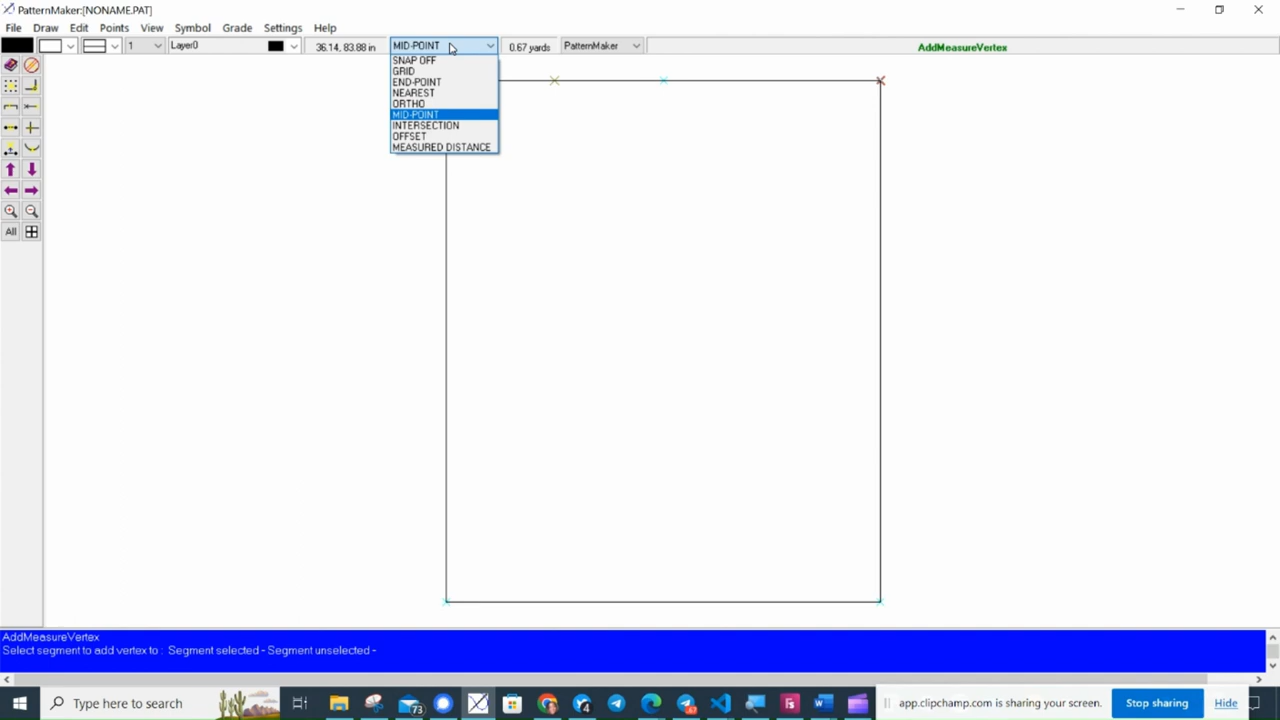 PatternMaker:[NONAME.PAT]
File Draw Edit Points View Symbol Grade Settings Help
1 Layer0 36.14, 83.88 in MID-POINT 0.67 yards PatternMaker AddMeasureVertex
SNAP OFF
GRID
END-POINT
NEAREST
ORTHO
MID-POINT
INTERSECTION
OFFSET
MEASURED DISTANCE
All
AddMeasureVertex
Select segment to add vertex to : Segment selected - Segment unselected -
Type here to search 73 app.clipchamp.com is sharing your screen. Stop sharing Hide